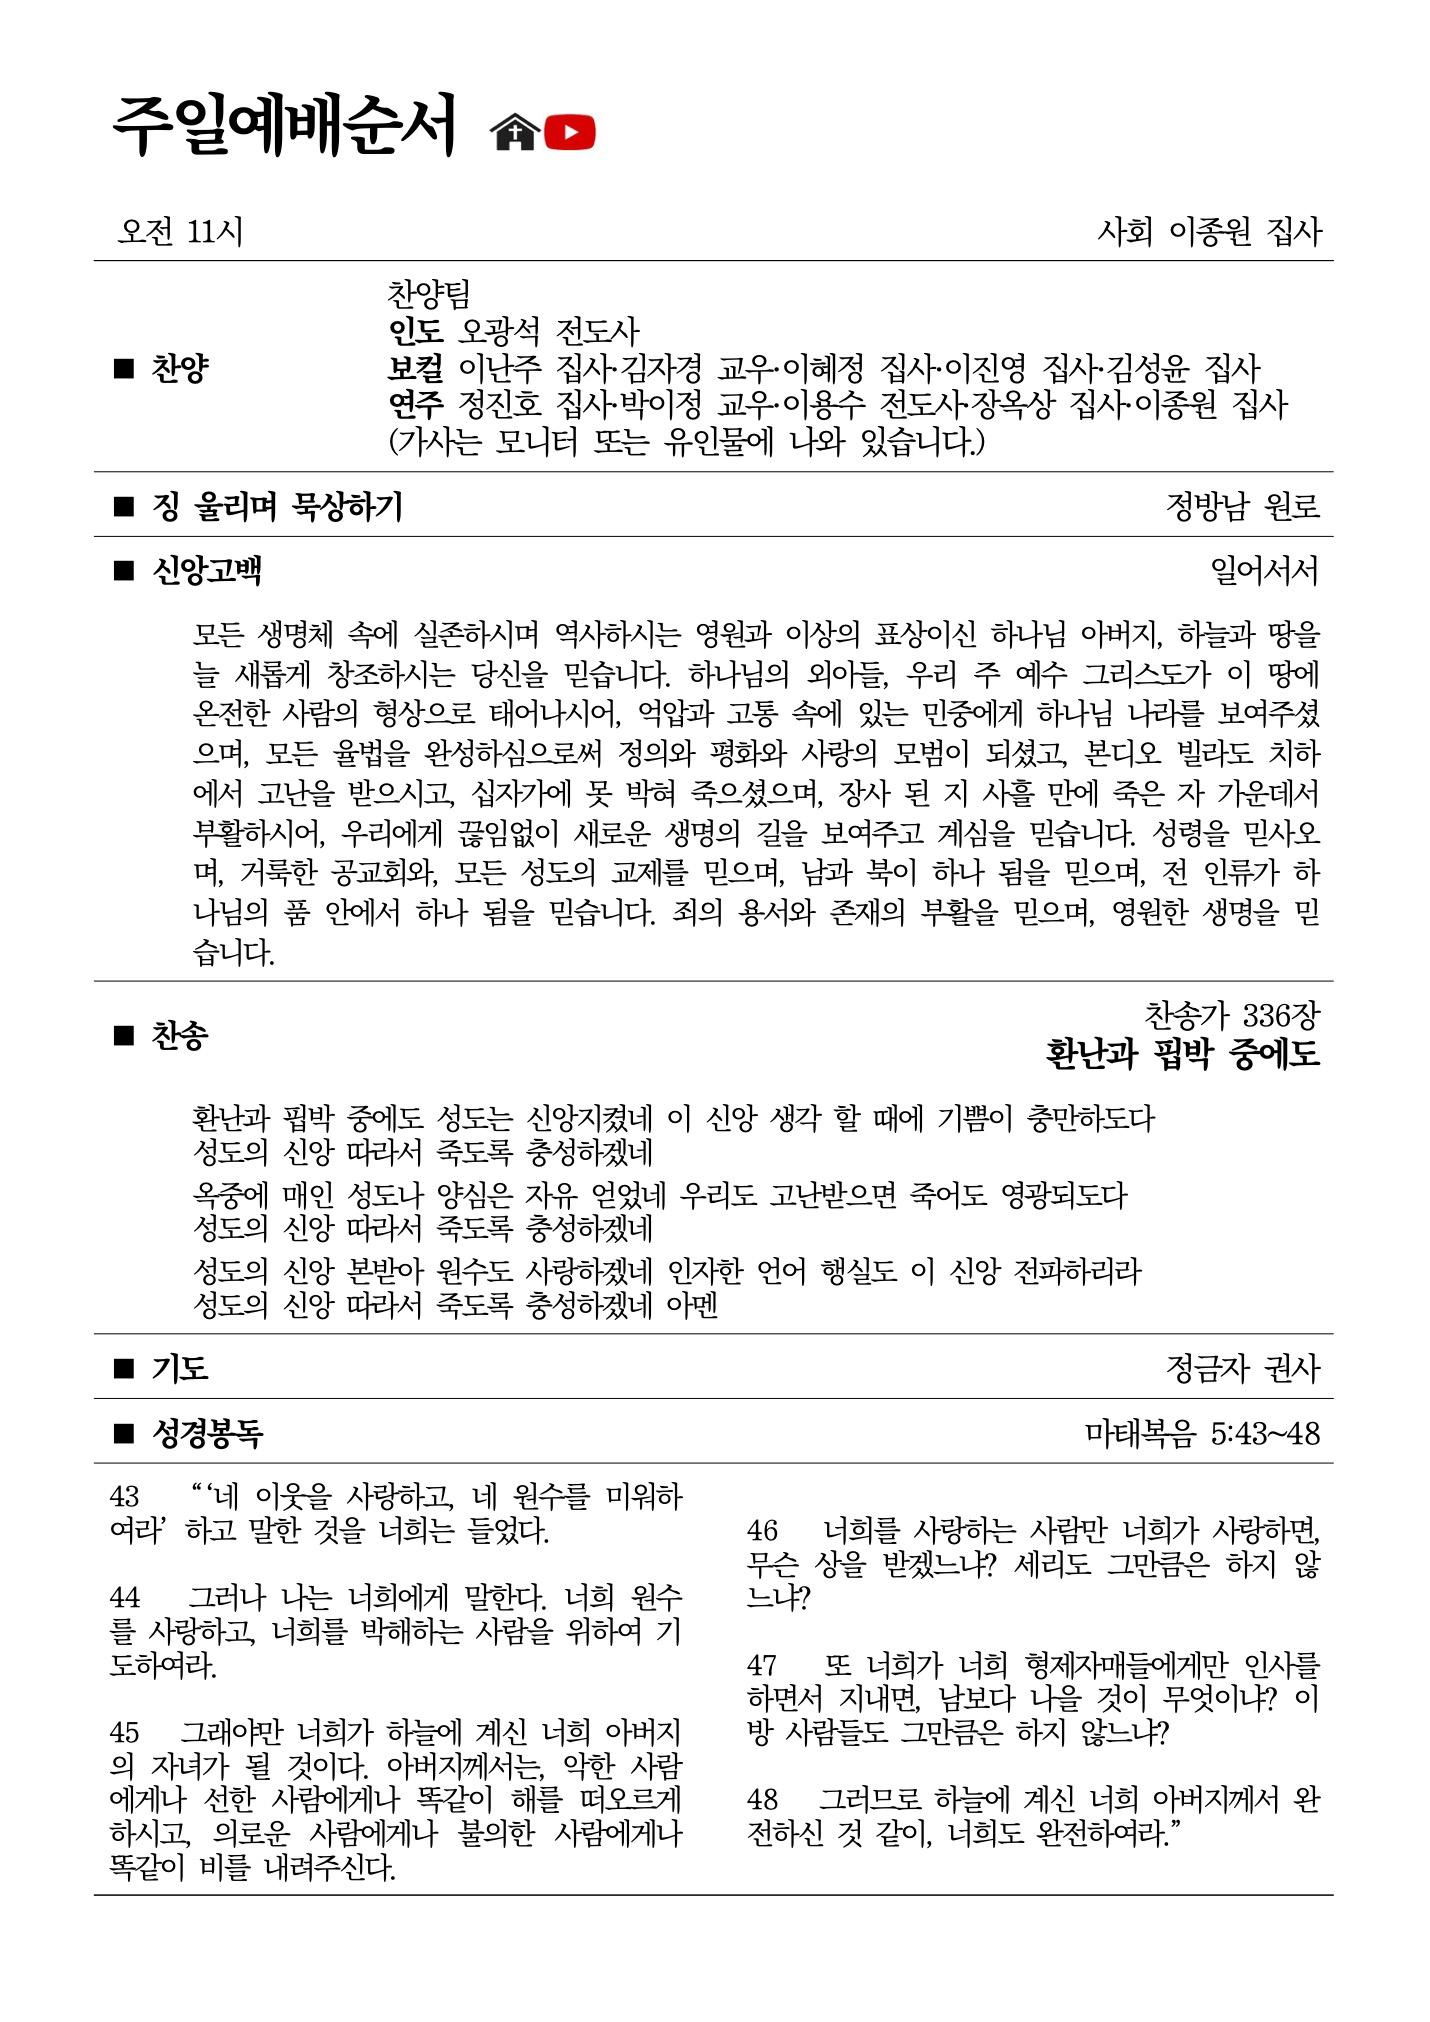 주일예배순서
오전 11시 사회 이종원 집사
■ 찬양
찬양팀
인도 오광석 전도사
보컬 이난주 집사·김자경 교우·이혜정 집사·이진영 집사·김성윤 집사
연주 정진호 집사·박이정 교우·이용수 전도사·장옥상 집사·이종원 집사
(가사는 모니터 또는 유인물에 나와 있습니다.)
■ 징 울리며 묵상하기 정방남 원로
■ 신앙고백 일어서서
모든 생명체 속에 실존하시며 역사하시는 영원과 이상의 표상이신 하나님 아버지, 하늘과 땅을
늘 새롭게 창조하시는 당신을 믿습니다. 하나님의 외아들, 우리 주 예수 그리스도가 이 땅에
온전한 사람의 형상으로 태어나시어, 억압과 고통 속에 있는 민중에게 하나님 나라를 보여주셨
으며, 모든 율법을 완성하심으로써 정의와 평화와 사랑의 모범이 되셨고, 본디오 빌라도 치하
에서 고난을 받으시고, 십자가에 못 박혀 죽으셨으며, 장사 된 지 사흘 만에 죽은 자 가운데서
부활하시어, 우리에게 끊임없이 새로운 생명의 길을 보여주고 계심을 믿습니다. 성령을 믿사오
며, 거룩한 공교회와, 모든 성도의 교제를 믿으며, 남과 북이 하나 됨을 믿으며, 전 인류가 하
나님의 품 안에서 하나 됨을 믿습니다. 죄의 용서와 존재의 부활을 믿으며, 영원한 생명을 믿
습니다.
■ 찬송
찬송가 336장
환난과 핍박 중에도
환난과 핍박 중에도 성도는 신앙지켰네 이 신앙 생각 할 때에 기쁨이 충만하도다
성도의 신앙 따라서 죽도록 충성하겠네
옥중에 매인 성도나 양심은 자유 얻었네 우리도 고난받으면 죽어도 영광되도다
성도의 신앙 따라서 죽도록 충성하겠네
성도의 신앙 본받아 원수도 사랑하겠네 인자한 언어 행실도 이 신앙 전파하리라
성도의 신앙 따라서 죽도록 충성하겠네 아멘
■ 기도 정금자 권사
■ 성경봉독 마태복음 5:43~48
43 “‘네 이웃을 사랑하고, 네 원수를 미워하
여라’ 하고 말한 것을 너희는 들었다.
44 그러나 나는 너희에게 말한다. 너희 원수
를 사랑하고, 너희를 박해하는 사람을 위하여 기
도하여라.
45 그래야만 너희가 하늘에 계신 너희 아버지
의 자녀가 될 것이다. 아버지께서는, 악한 사람
에게나 선한 사람에게나 똑같이 해를 떠오르게
하시고, 의로운 사람에게나 불의한 사람에게나
똑같이 비를 내려주신다.
46 너희를 사랑하는 사람만 너희가 사랑하면,
무슨 상을 받겠느냐? 세리도 그만큼은 하지 않
느냐?
47 또 너희가 너희 형제자매들에게만 인사를
하면서 지내면, 남보다 나을 것이 무엇이냐? 이
방 사람들도 그만큼은 하지 않느냐?
48 그러므로 하늘에 계신 너희 아버지께서 완
전하신 것 같이, 너희도 완전하여라.”